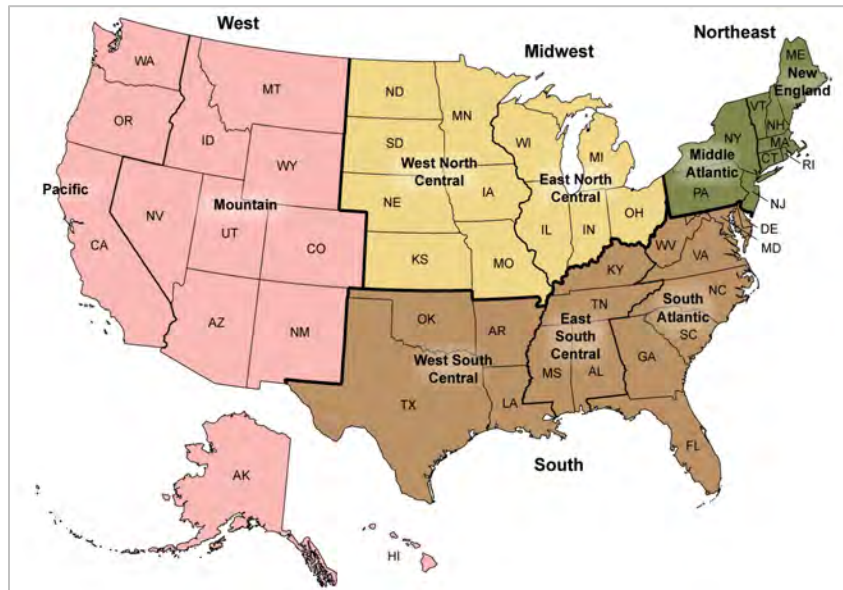 West
Midwest
Northeast
WA
MT
ND
MN
ME
New
England
VT
NH
OR
ID
SD
WI
MI
NY
MA
CT
RI
WY
West North
Central
Middle
Atlantic
Pacific
Mountain
NE
IA
East North
Central
PA
NJ
NV
UT
CO
IL
IN
OH
DE
MD
CA
KS
MO
WV
VA
KY
AZ
NM
OK
AR
TN
NC
South
Atlantic
SC
East
South
Central
West South
Central
MS
AL
GA
TX
LA
FL
South
AK
HI